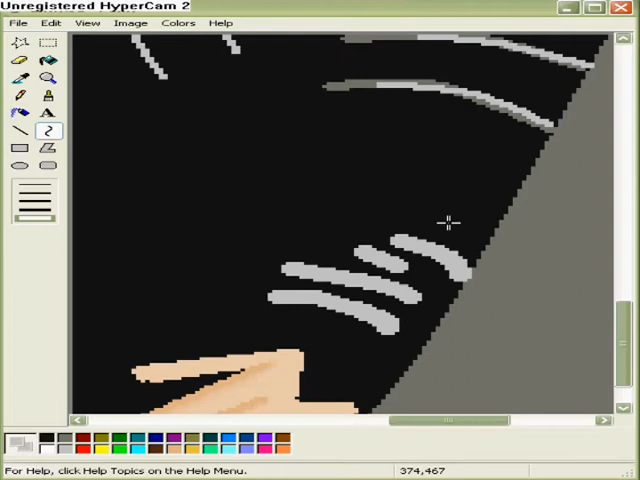 Unregistered HyperCam 2
File Edit View Image Colors Help
A
For Help, click Help Topics on the Help Menu. 374,467